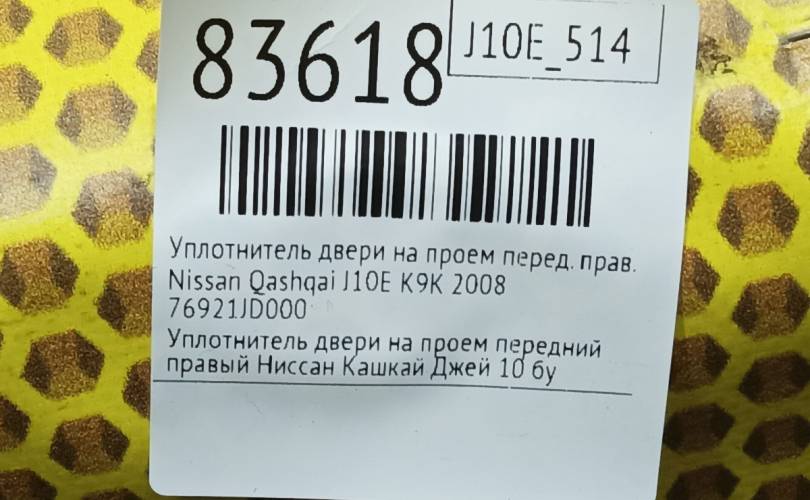 83618
J10E_514
Уплотнитель двери на проем перед. прав.
Nissan Qashqai J10E K9K 2008
76921JD000
Уплотнитель двери на проем передний
правый Ниссан Кашкай Джей 10 бу